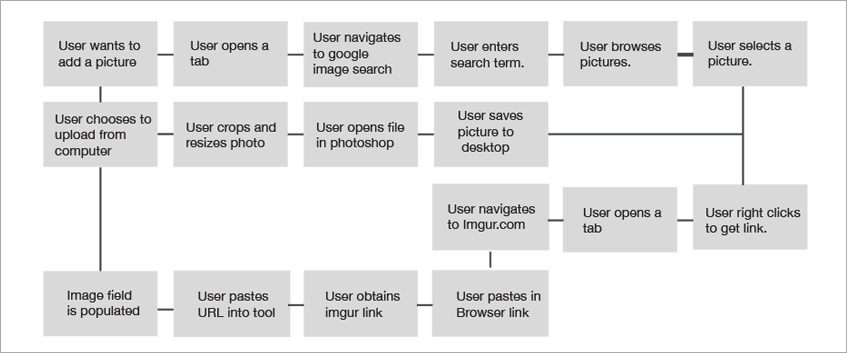 User wants to
add a picture
User opens a
tab
User navigates
to google
image search
User enters
search term.
User browses
pictures.
User selects a
picture.
User chooses to
upload from
computer
User crops and
resizes photo
User opens file
in photoshop
User saves
picture to
desktop
User navigates
to Imgur.com
User opens a
tab
User right clicks
to get link.
Image field
is populated
User pastes
URL into tool
User obtains
imgur link
User pastes in
Browser link